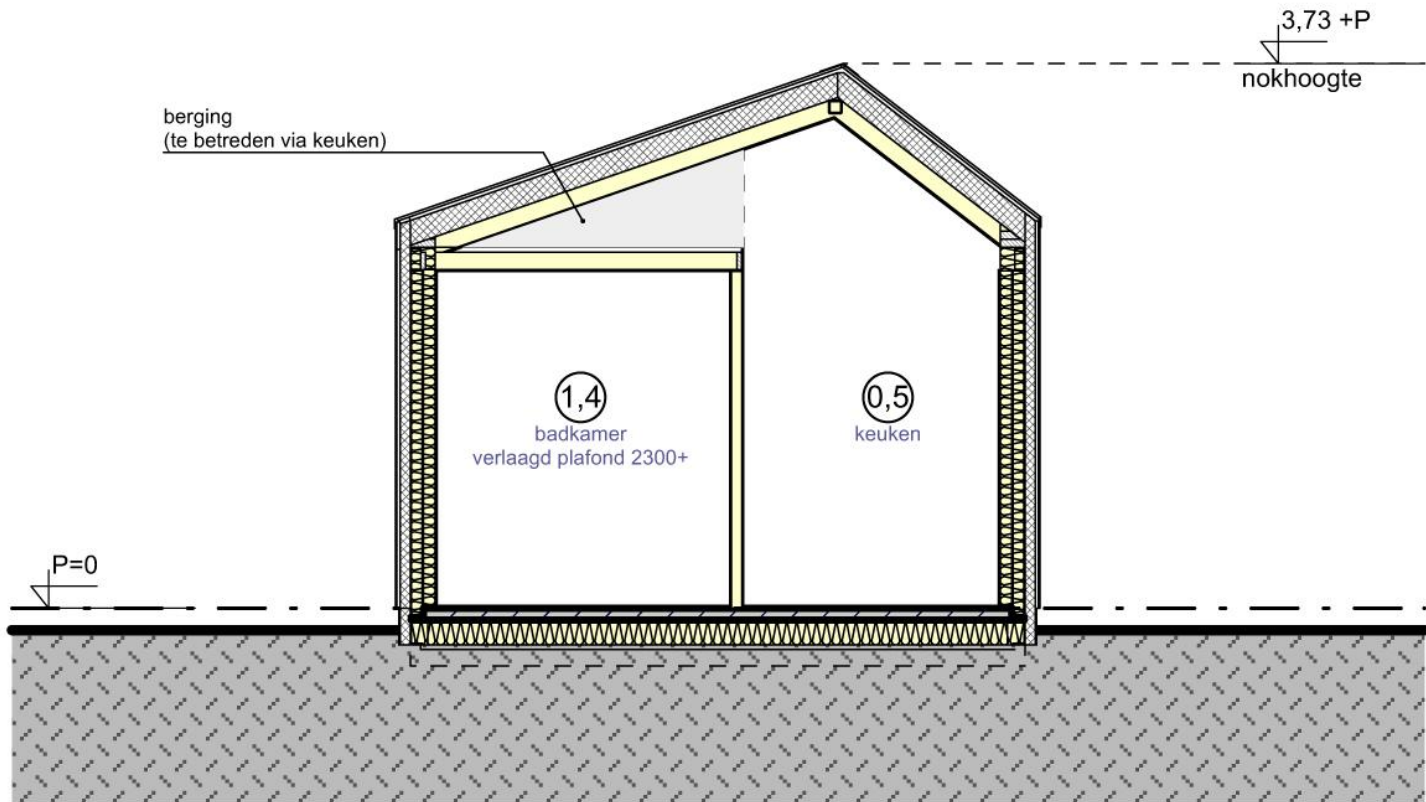 3,73 +P
nokhoogte
berging
(te betreden via keuken)
1,4
badkamer
verlaagd plafond 2300+
0,5
keuken
P=0